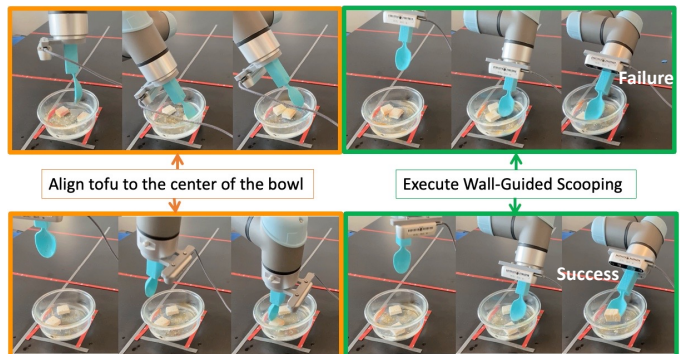 Failure
Align tofu to the center of the bowl
Execute Wall-Guided Scooping
Success